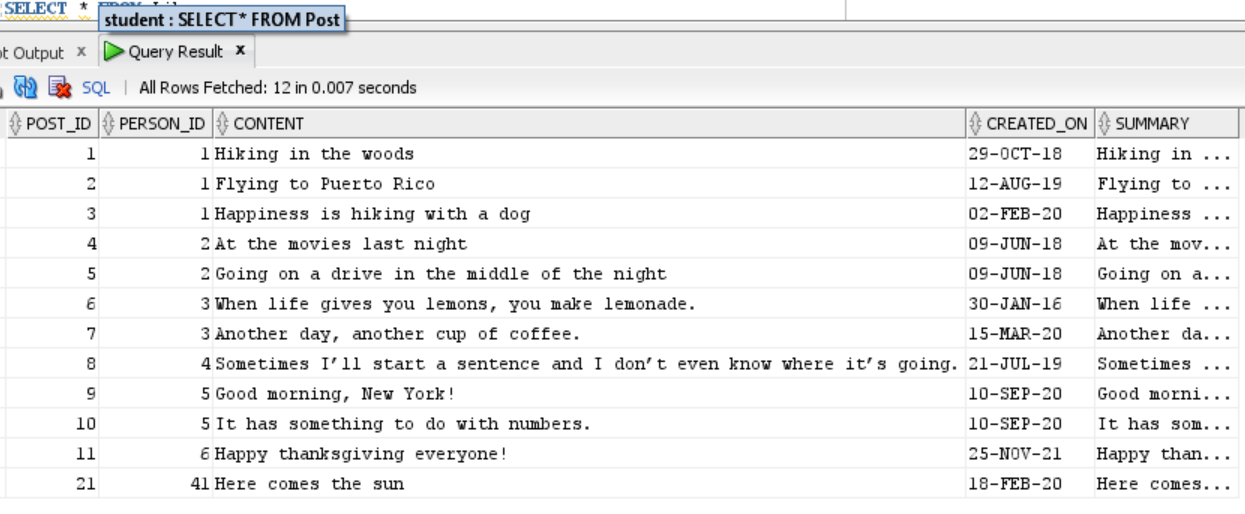 SELECT *
student : SELECT* FROM Post
ot Output x Query Result x
SQL | All Rows Fetched: 12 in 0.007 seconds
POST_ID PERSON_ID CONTENT CREATED_ON SUMMARY
1 1 Hiking in the woods 29-OCT-18 Hiking in ...
2 1 Flying to Puerto Rico 12-AUG-19 Flying to ...
3 1 Happiness is hiking with a dog 02-FEB-20 Happiness ...
4 2 At the movies last night 09-JUN-18 At the mov...
5 2 Going on a drive in the middle of the night 09-JUN-18 Going on a...
6 3 When life gives you lemons, you make lemonade. 30-JAN-16 When life ...
7 3 Another day, another cup of coffee. 15-MAR-20 Another da...
8 4 Sometimes I'll start a sentence and I don't even know where it's going. 21-JUL-19 Sometimes ...
9 5 Good morning, New York! 10-SEP-20 Good morni...
10 5 It has something to do with numbers. 10-SEP-20 It has som...
11 6 Happy thanksgiving everyone! 25-NOV-21 Happy than...
21 41 Here comes the sun 18-FEB-20 Here comes...